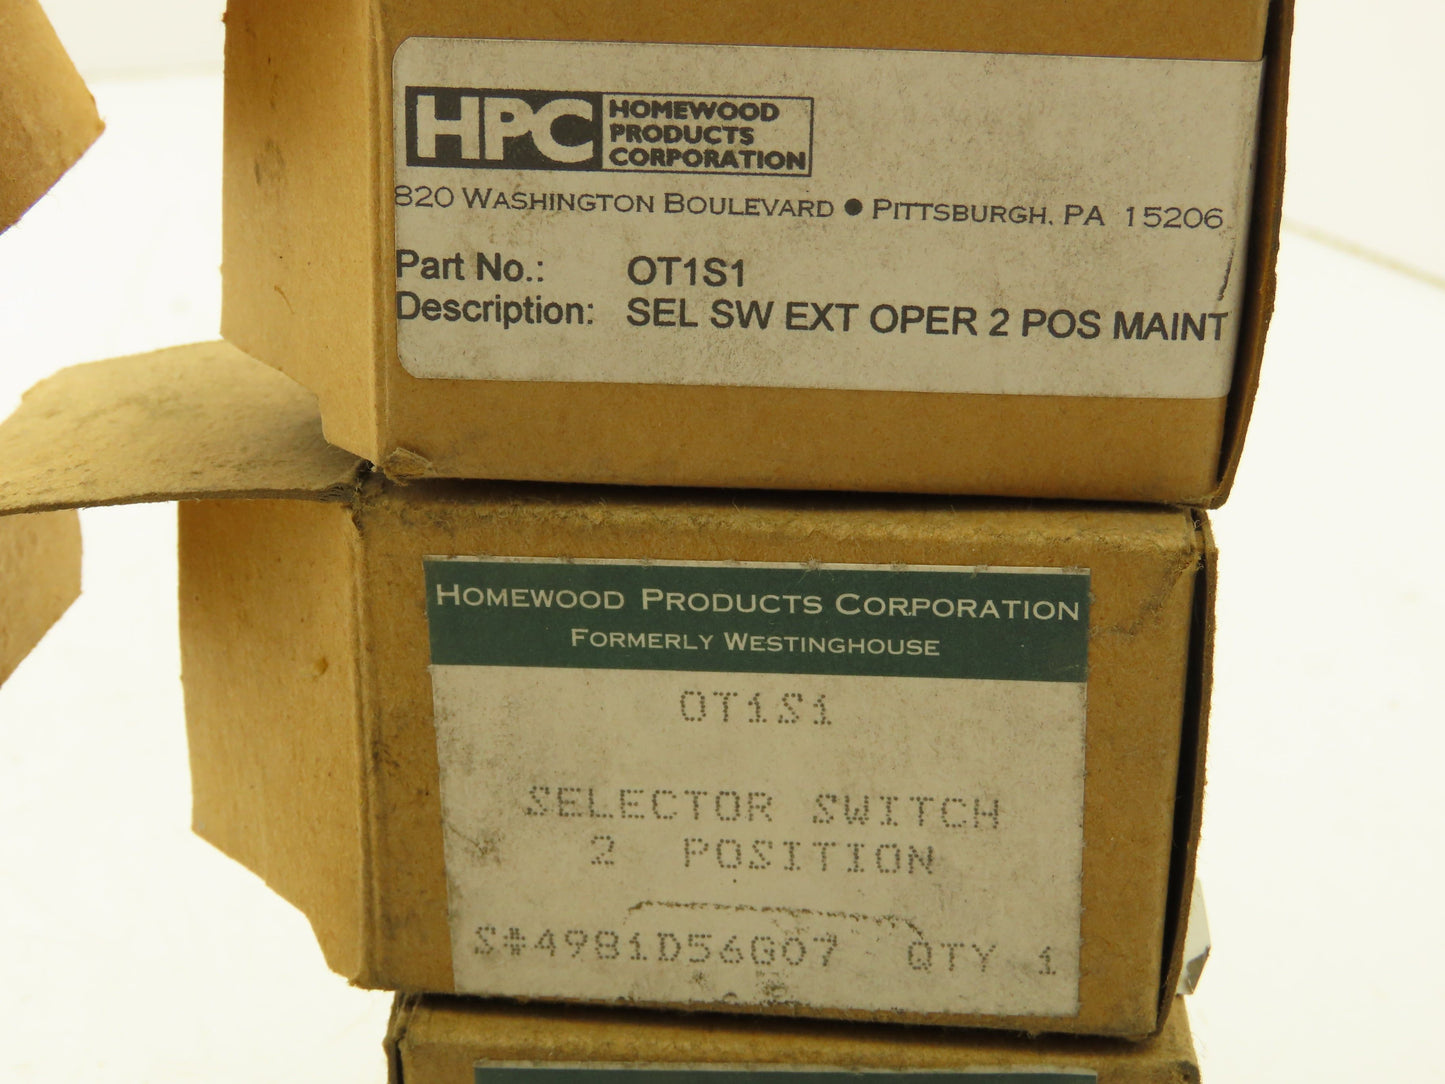 HPC HOMEWOOD
PRODUCTS
CORPORATION
820 WASHINGTON BOULEVARD ● PITTSBURGH, PA 15206
Part No.: OT1S1
Description: SEL SW EXT OPER 2 POS MAINT
HOMEWOOD PRODUCTS CORPORATION
FORMERLY WESTINGHOUSE
OT1S1
SELECTOR SWITCH
2 POSITION
S#4981D56G07 QTY 1